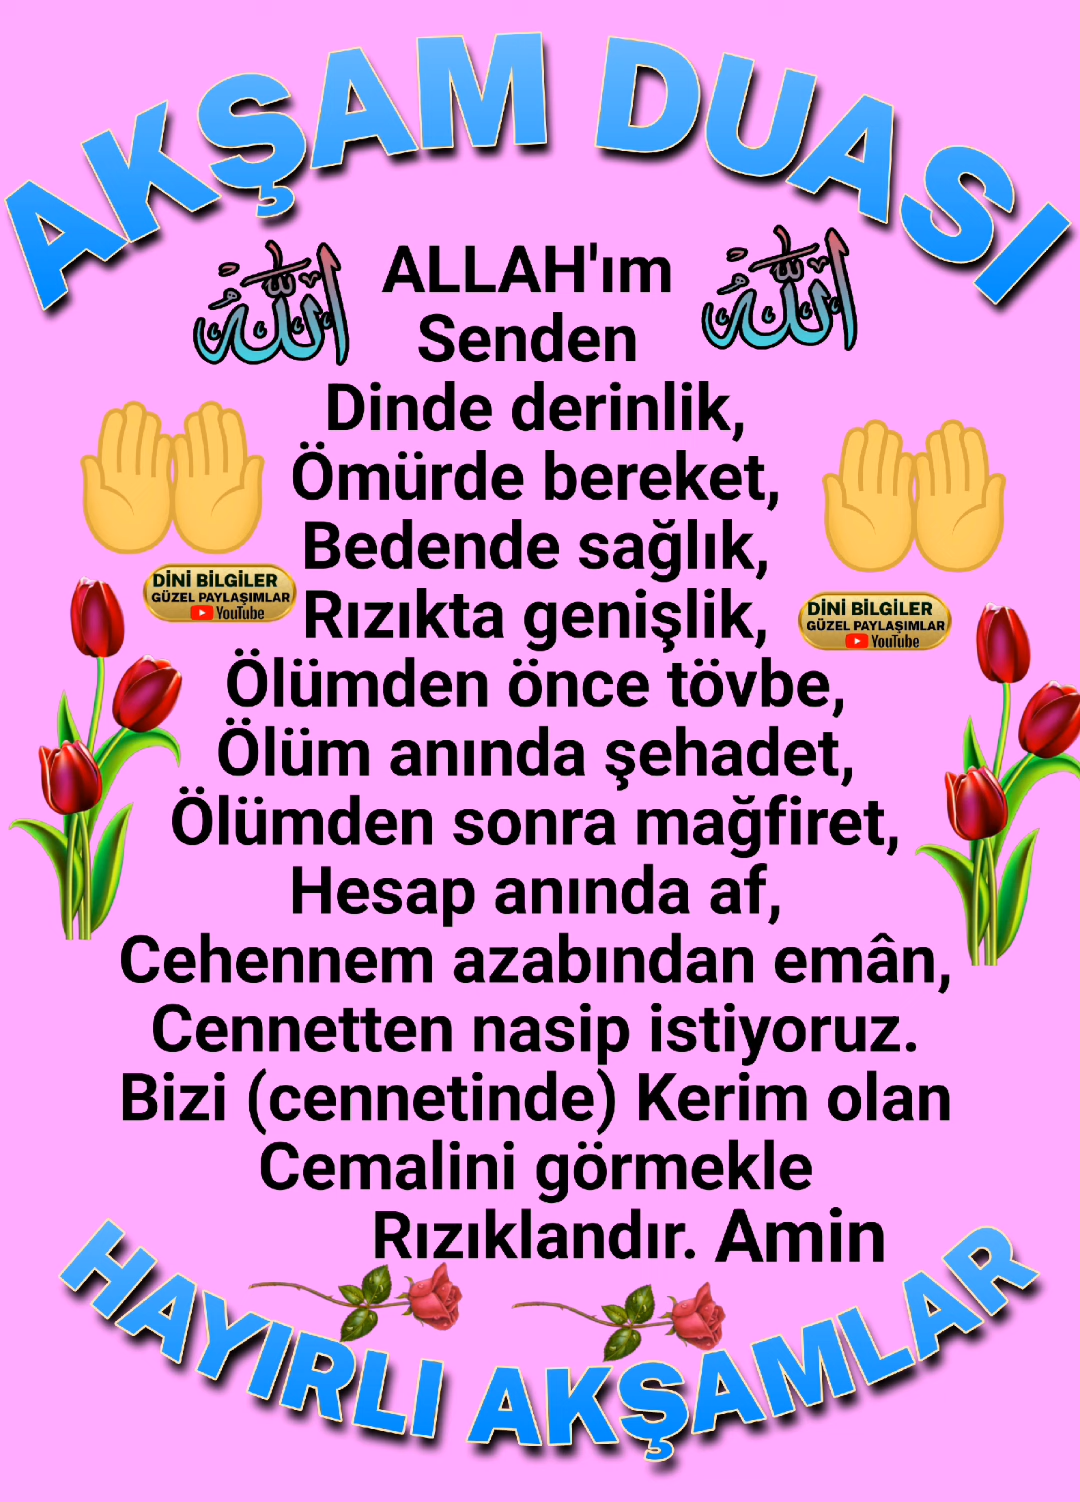 AKŞAM DUASI
الله
الله
ALLAH'ım
Senden
Dinde derinlik,
Ömürde bereket,
Bedende sağlık,
DİNİ BİLGİLER
GÜZEL PAYLAŞIMLAR
YouTube
Rızıkta genişlik,
DİNİ BİLGİLER
GÜZEL PAYLAŞIMLAR
YouTube
Ölümden önce tövbe,
Ölüm anında şehadet,
Ölümden sonra mağfiret,
Hesap anında af,
Cehennem azabından emân,
Cennetten nasip istiyoruz.
Bizi (cennetinde) Kerim olan
Cemalini görmekle
Rızıklandır. Amin
HAYIRLI AKŞAMLAR